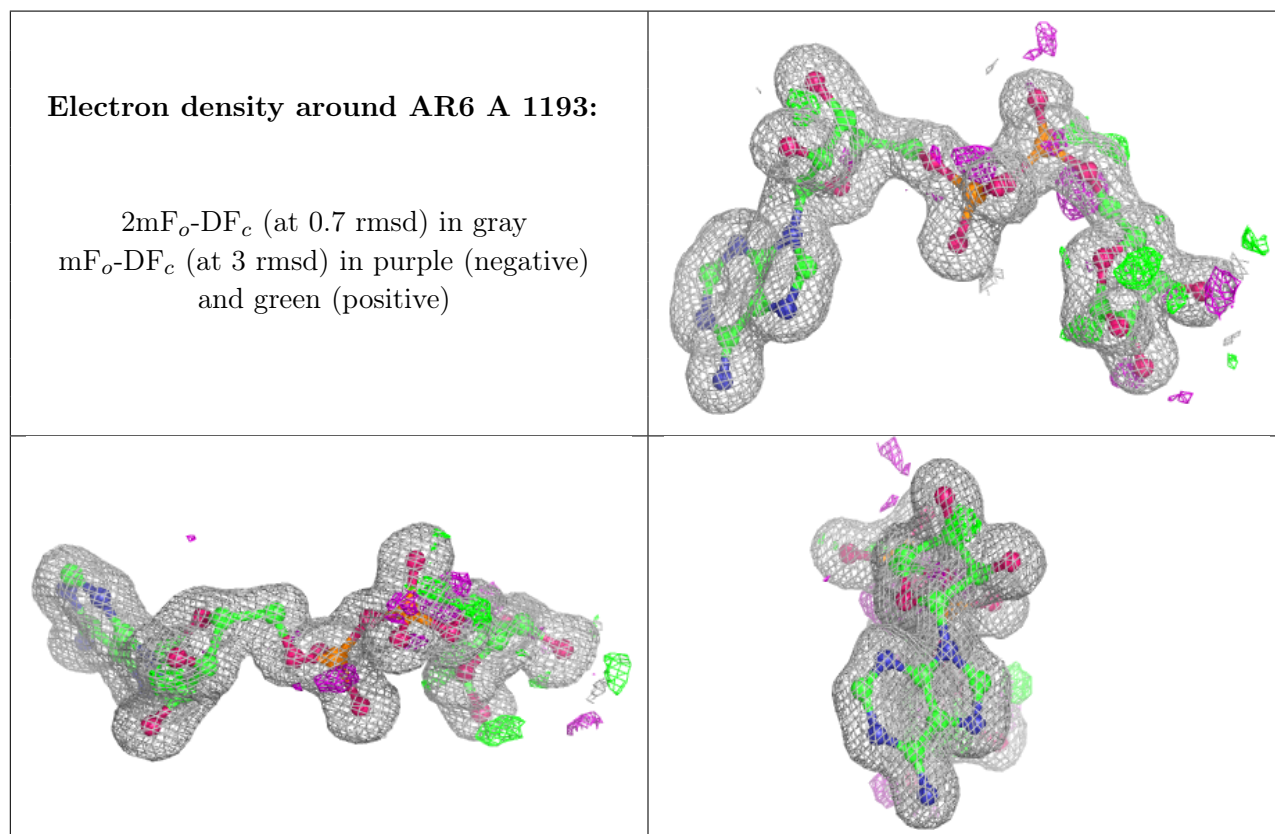 Electron density around AR6 A 1193:
2mFₒ-DF𝒸 (at 0.7 rmsd) in gray
mFₒ-DF𝒸 (at 3 rmsd) in purple (negative)
and green (positive)